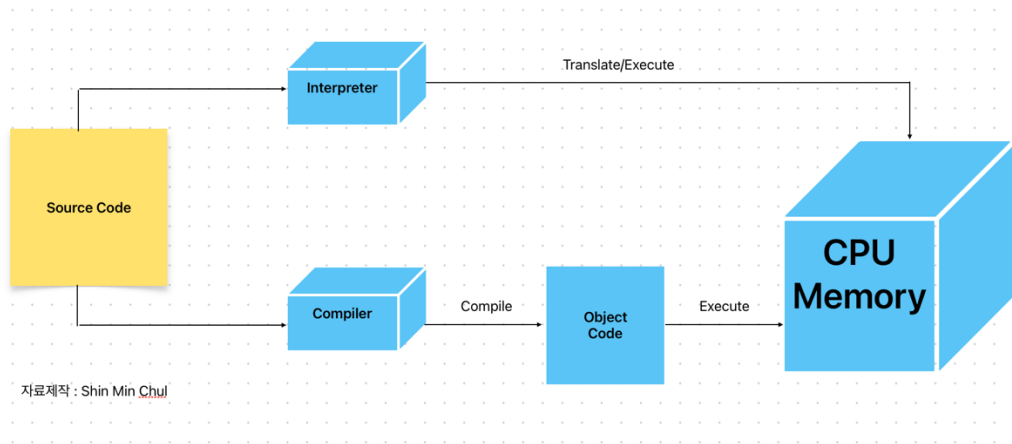 Translate/Execute
Interpreter
Source Code
CPU
Memory
Compiler
Compile
Object
Code
Execute
자료제작 : Shin Min Chul